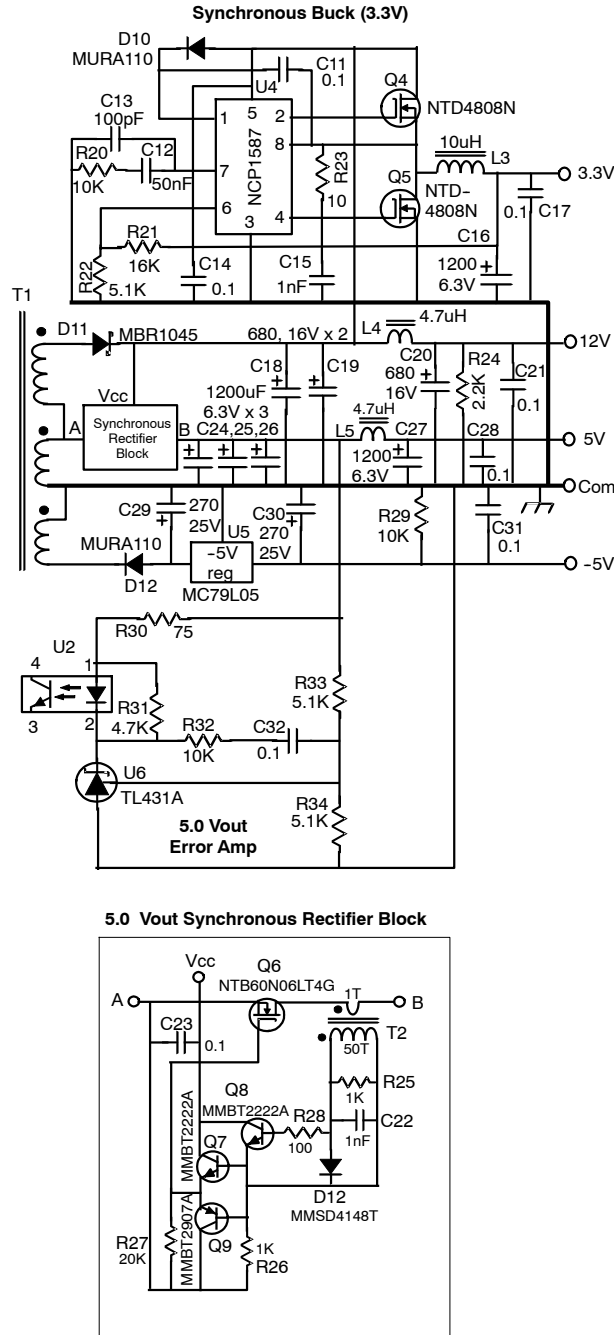 Synchronous Buck (3.3V)
D10
MURA110
C11
0.1
U4
Q4
NTD4808N
C13
100pF
R20
10K
C12
50nF
1
7
6
5
3
2
8
4
NCP1587
R23
10
10uH
L3
3.3V
Q5
NTD-
4808N
0.1
C17
R21
16K
R22
5.1K
C14
0.1
C15
1nF
C16
1200
6.3V
+
T1
D11
MBR1045
680, 16V x 2
L4
4.7uH
12V
Vcc
C18
C19
1200uF
6.3V x 3
C20
680
16V
R24
2.2K
C21
0.1
+
+
+
A
Synchronous
Rectifier
Block
B
C24,25,26
+
+
+
L5
4.7uH
C27
1200
6.3V
+
C28
0.1
5V
Com
C29
270
25V
+
U5
C30
270
25V
+
R29
10K
C31
0.1
MURA110
D12
-5V
reg
MC79L05
-5V
R30
75
U2
4
1
3
2
R31
4.7K
R32
10K
C32
0.1
R33
5.1K
U6
TL431A
R34
5.1K
5.0 Vout
Error Amp
5.0 Vout Synchronous Rectifier Block
Vcc
Q6
NTB60N06LT4G
A
1T
B
C23
0.1
T2
50T
R25
1K
Q8
MMBT2222A
R28
100
C22
1nF
MMBT2222A
Q7
D12
MMSD4148T
MMBT2907A
Q9
R27
20K
1K
R26